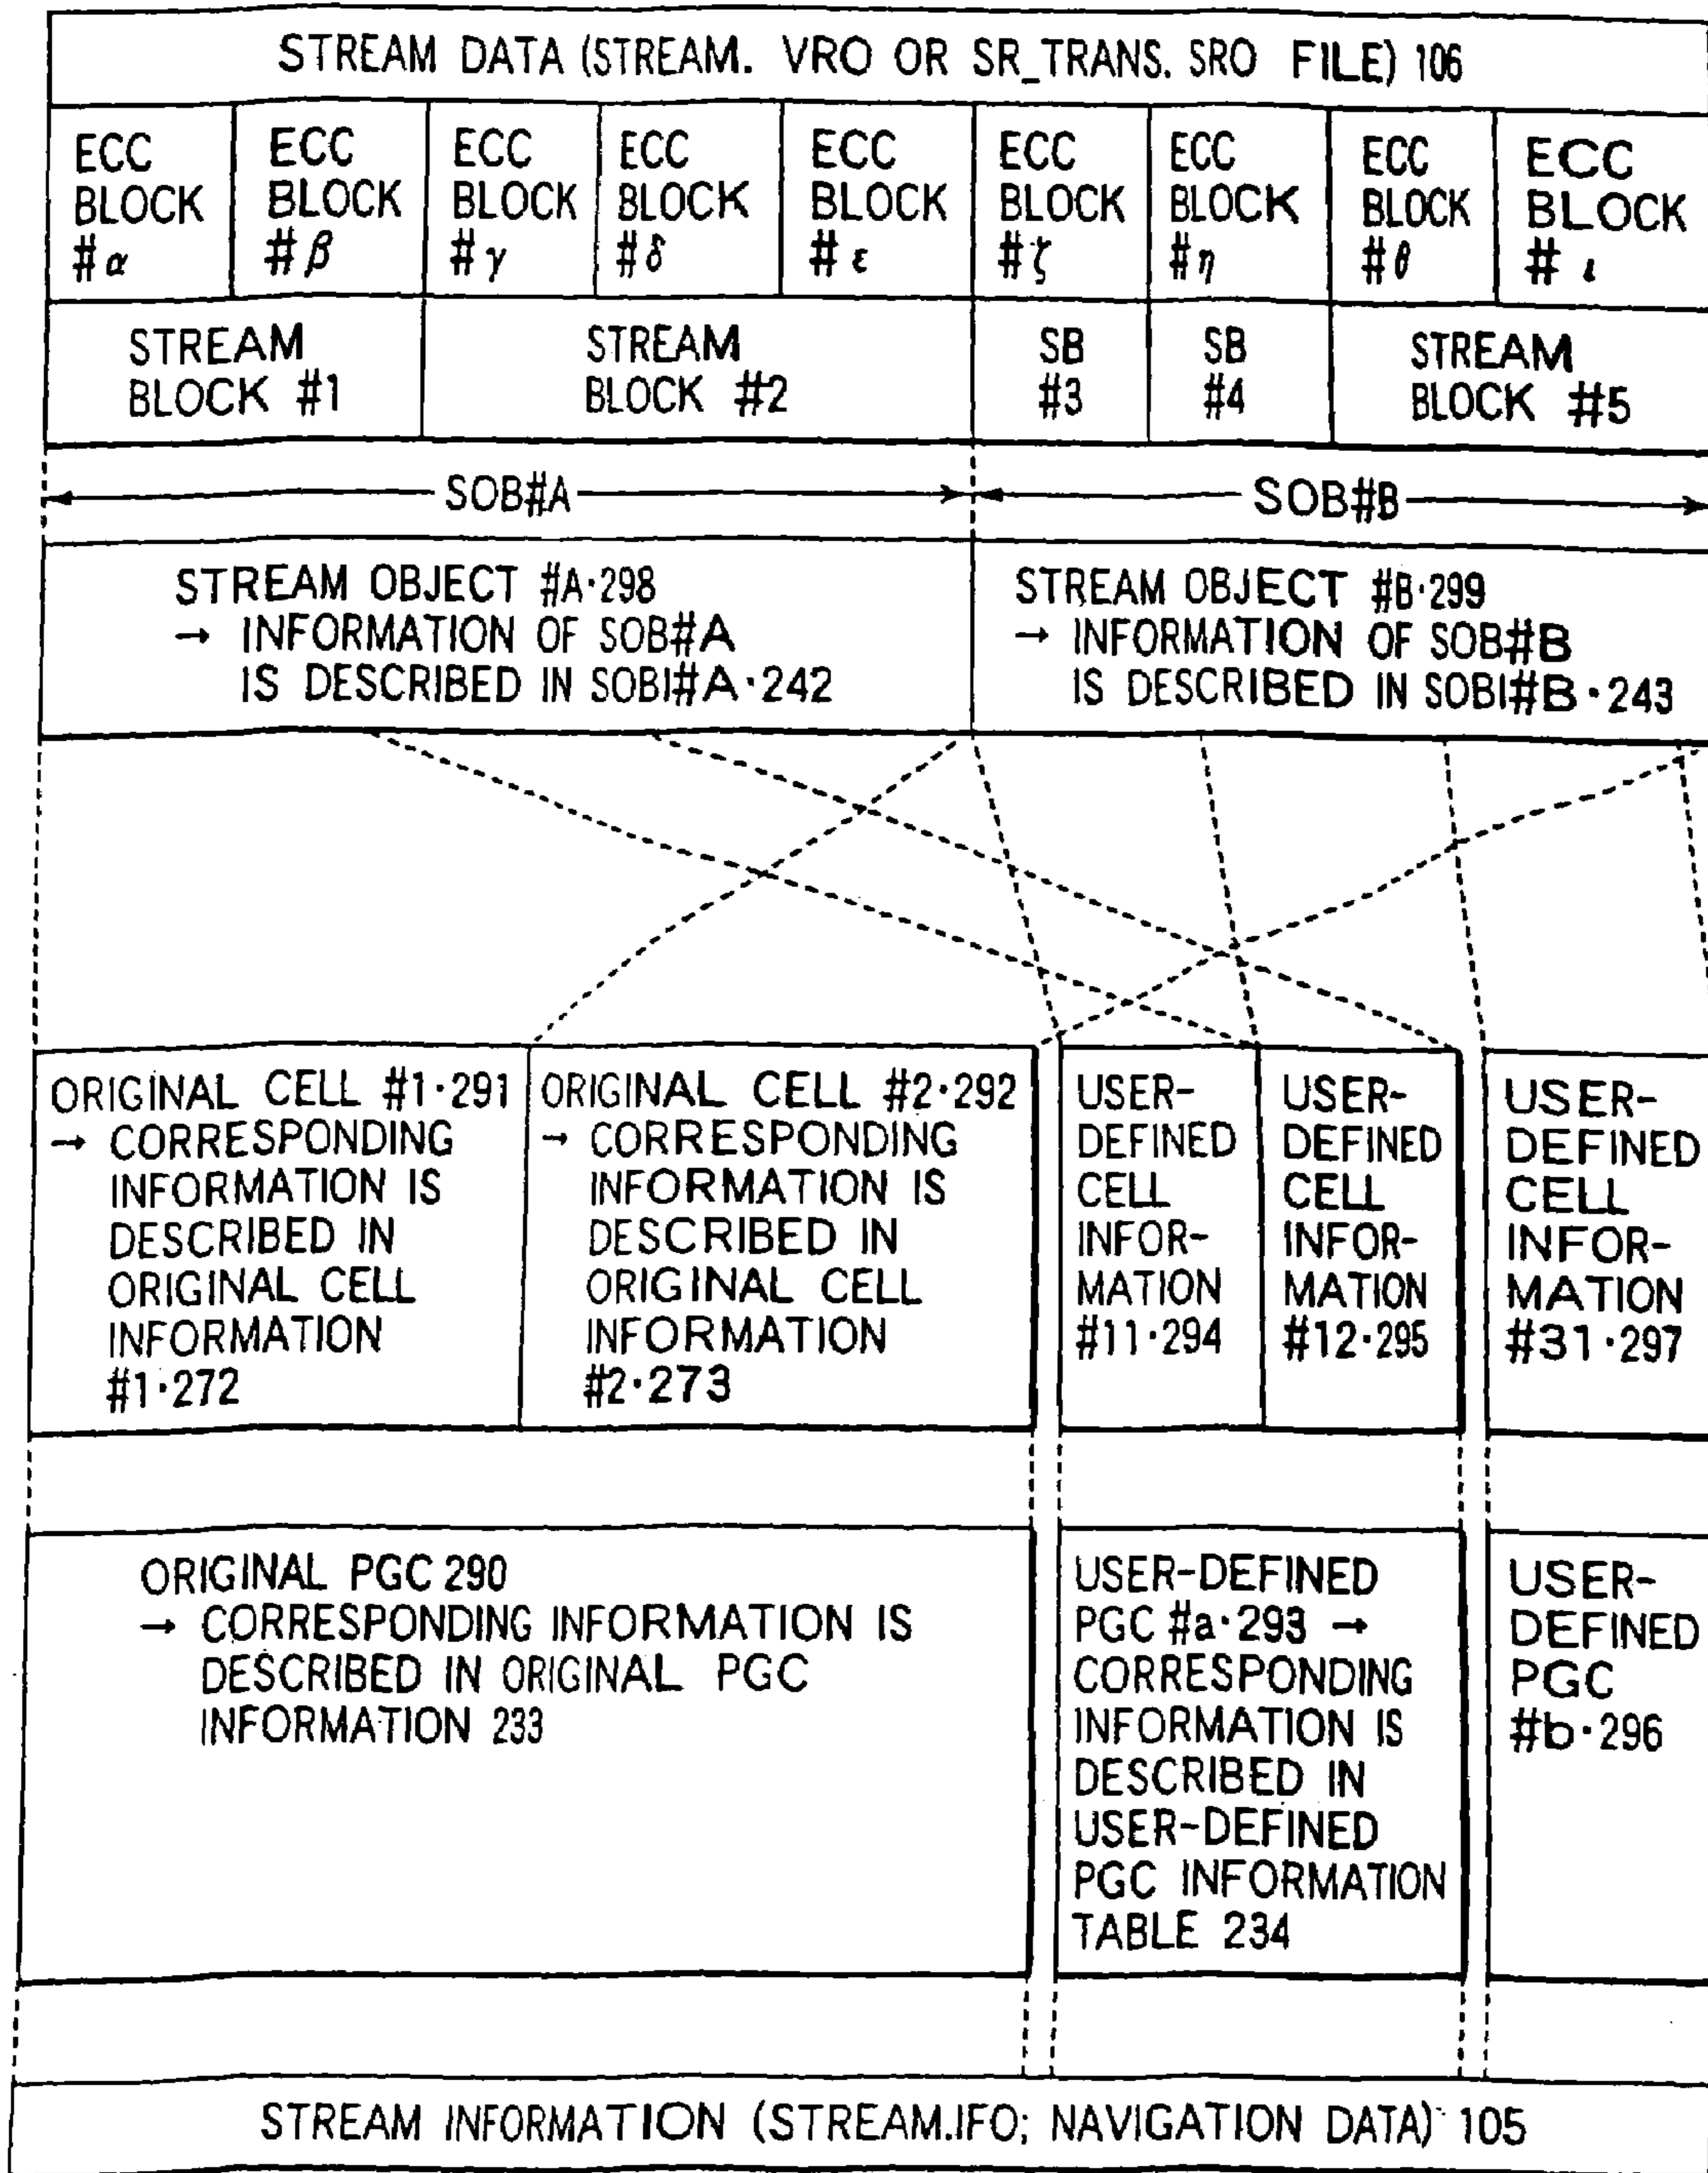 STREAM DATA (STREAM. VRO OR SR_TRANS. SRO FILE) 106
ECC
BLOCK
#α
ECC
BLOCK
#β
ECC
BLOCK
#γ
ECC
BLOCK
#δ
ECC
BLOCK
#ε
ECC
BLOCK
#ζ
ECC
BLOCK
#η
ECC
BLOCK
#θ
ECC
BLOCK
#ι
STREAM
BLOCK #1
STREAM
BLOCK #2
SB
#3
SB
#4
STREAM
BLOCK #5
SOB#A
SOB#B
STREAM OBJECT #A·298
→ INFORMATION OF SOB#A
IS DESCRIBED IN SOBI#A·242
STREAM OBJECT #B·299
→ INFORMATION OF SOB#B
IS DESCRIBED IN SOBI#B·243
ORIGINAL CELL #1·291
→ CORRESPONDING
INFORMATION IS
DESCRIBED IN
ORIGINAL CELL
INFORMATION
#1·272
ORIGINAL CELL #2·292
→ CORRESPONDING
INFORMATION IS
DESCRIBED IN
ORIGINAL CELL
INFORMATION
#2·273
USER-
DEFINED
CELL
INFOR-
MATION
#11·294
USER-
DEFINED
CELL
INFOR-
MATION
#12·295
USER-
DEFINED
CELL
INFOR-
MATION
#31·297
ORIGINAL PGC 290
→ CORRESPONDING INFORMATION IS
DESCRIBED IN ORIGINAL PGC
INFORMATION 233
USER-DEFINED
PGC #a·293 →
CORRESPONDING
INFORMATION IS
DESCRIBED IN
USER-DEFINED
PGC INFORMATION
TABLE 234
USER-
DEFINED
PGC
#b·296
STREAM INFORMATION (STREAM.IFO; NAVIGATION DATA) 105